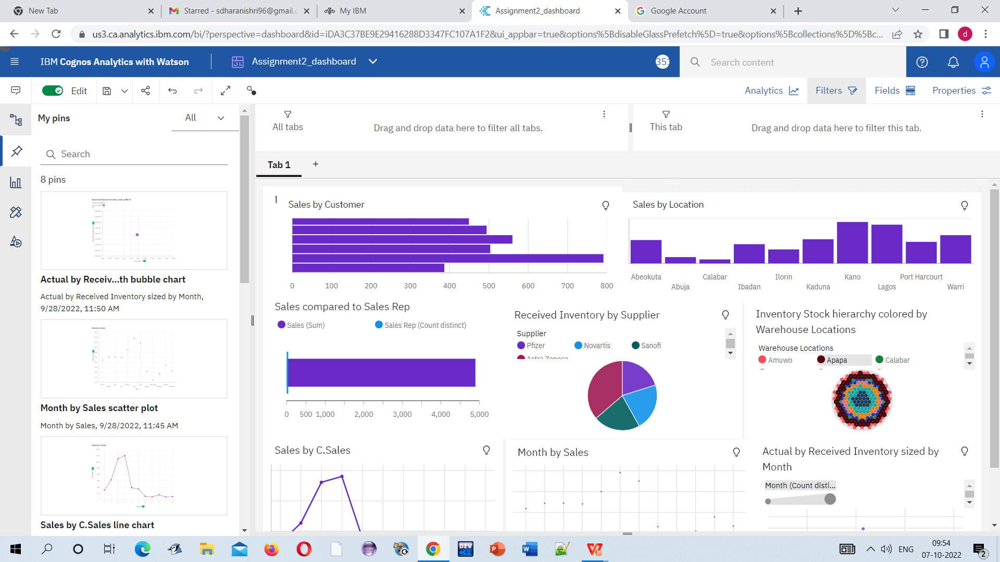 New Tab
Starred - sdharanishri96@gmail.c
My IBM
Assignment2_dashboard
Google Account
us3.ca.analytics.ibm.com/bi/?perspective=dashboard&id=iDA3C37BE9E29416288D3347FC107A1F2&ui_appbar=true&options%5BdisableGlassPrefetch%5D=true&options%5Bcollections%5D%5Bc...
d
IBM Cognos Analytics with Watson
Assignment2_dashboard
351
Search content
Edit
Analytics
Filters
Fields
Properties
My pins
All
All tabs
Drag and drop data here to filter all tabs.
This tab
Drag and drop data here to filter this tab.
Search
Tab 1
8 pins
Actual by Receiv...th bubble chart
Actual by Received Inventory sized by Month,
9/28/2022, 11:50 AM
Month by Sales scatter plot
Month by Sales, 9/28/2022, 11:45 AM
Sales by C.Sales line chart
Sales by Customer
0 100 200 300 400 500 600 700 800
Sales by Location
Abeokuta Calabar Ilorin Kano Port Harcourt
Abuja Ibadan Kaduna Lagos Warri
Sales compared to Sales Rep
Sales (Sum) Sales Rep (Count distinct)
0 500 1,000 2,000 3,000 4,000 5,000
Received Inventory by Supplier
Supplier
Pfizer Novartis Sanofi
Astra Zeneca
Inventory Stock hierarchy colored by
Warehouse Locations
Warehouse Locations
Amuwo Apapa Calabar
Sales by C.Sales
Month by Sales
Actual by Received Inventory sized by
Month
Month (Count disti...
DEV
C++
ENG
09:54
07-10-2022
2